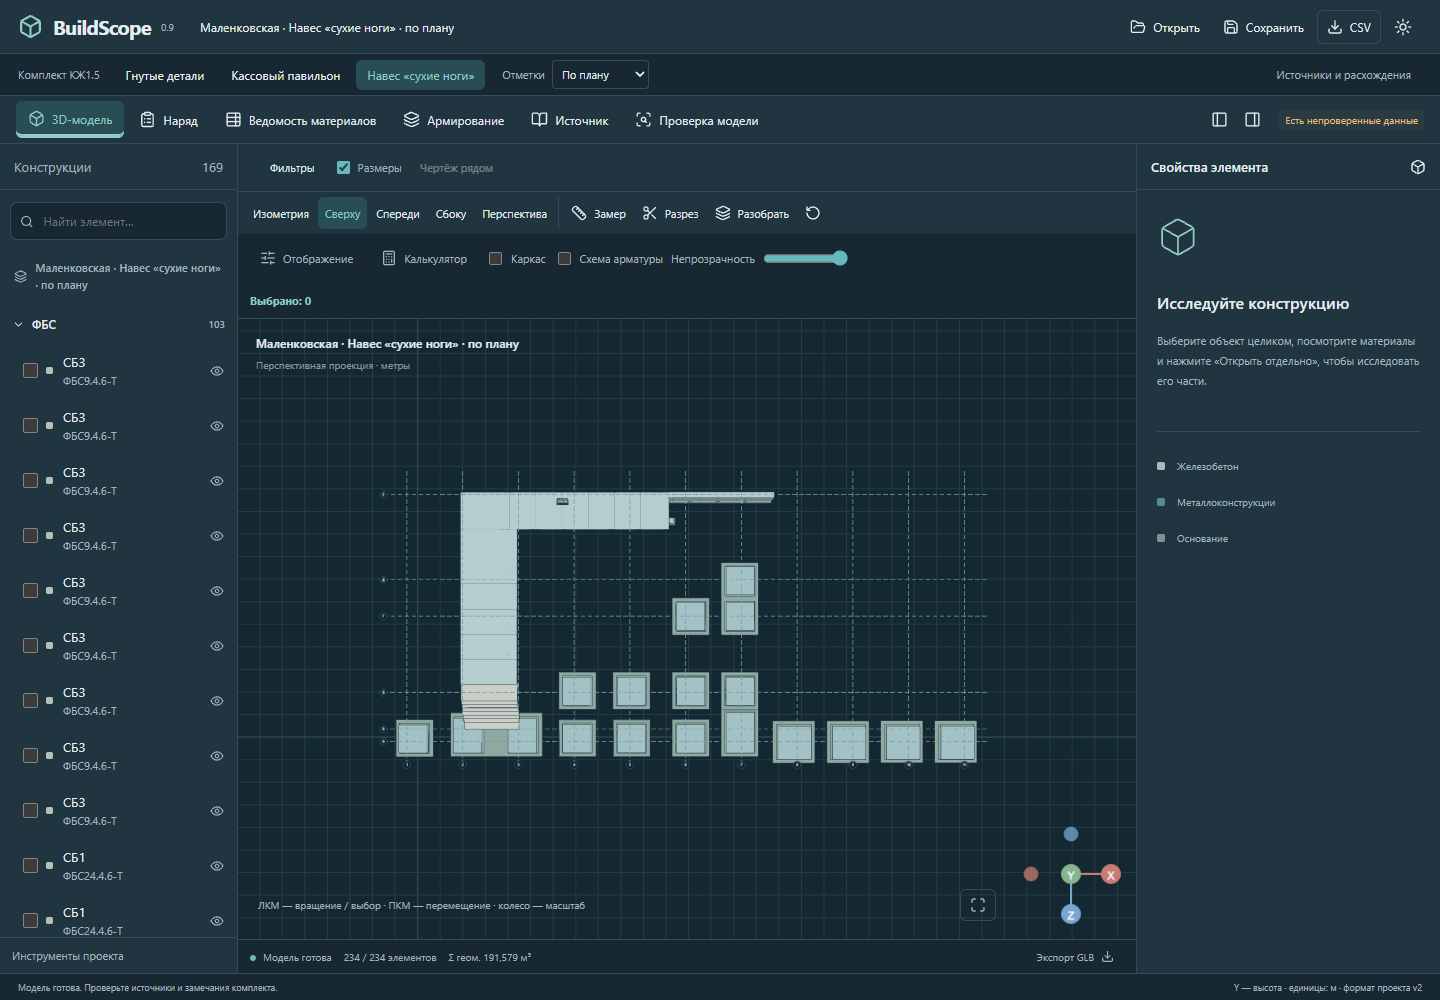 BuildScope 0.9 Маленковская · Навес «сухие ноги» · по плану Открыть Сохранить CSV
Комплект КЖ1.5 Гнутые детали Кассовый павильон Навес «сухие ноги» Отметки По плану Источники и расхождения
3D-модель Наряд Ведомость материалов Армирование Источник Проверка модели Есть непроверенные данные
Конструкции 169
Фильтры Размеры Чертёж рядом
Свойства элемента
Найти элемент...
Изометрия Сверху Спереди Сбоку Перспектива Замер Разрез Разобрать
Отображение Калькулятор Каркас Схема арматуры Непрозрачность
Маленковская · Навес «сухие ноги»
· по плану
Выбрано: 0
ФБС 103
СБ3
ФБС9.4.6-Т
СБ3
ФБС9.4.6-Т
СБ3
ФБС9.4.6-Т
СБ3
ФБС9.4.6-Т
СБ3
ФБС9.4.6-Т
СБ3
ФБС9.4.6-Т
СБ3
ФБС9.4.6-Т
СБ3
ФБС9.4.6-Т
СБ3
ФБС9.4.6-Т
СБ1
ФБС24.4.6-Т
СБ1
ФБС24.4.6-Т
Инструменты проекта
Маленковская · Навес «сухие ноги» · по плану
Перспективная проекция · метры
Y X
Z
ЛКМ — вращение / выбор · ПКМ — перемещение · колесо — масштаб
Модель готова 234 / 234 элементов Σ геом. 191,579 м³ Экспорт GLB
Исследуйте конструкцию
Выберите объект целиком, посмотрите материалы
и нажмите «Открыть отдельно», чтобы исследовать
его части.
Железобетон
Металлоконструкции
Основание
Модель готова. Проверьте источники и замечания комплекта. Y — высота · единицы: м · формат проекта v2